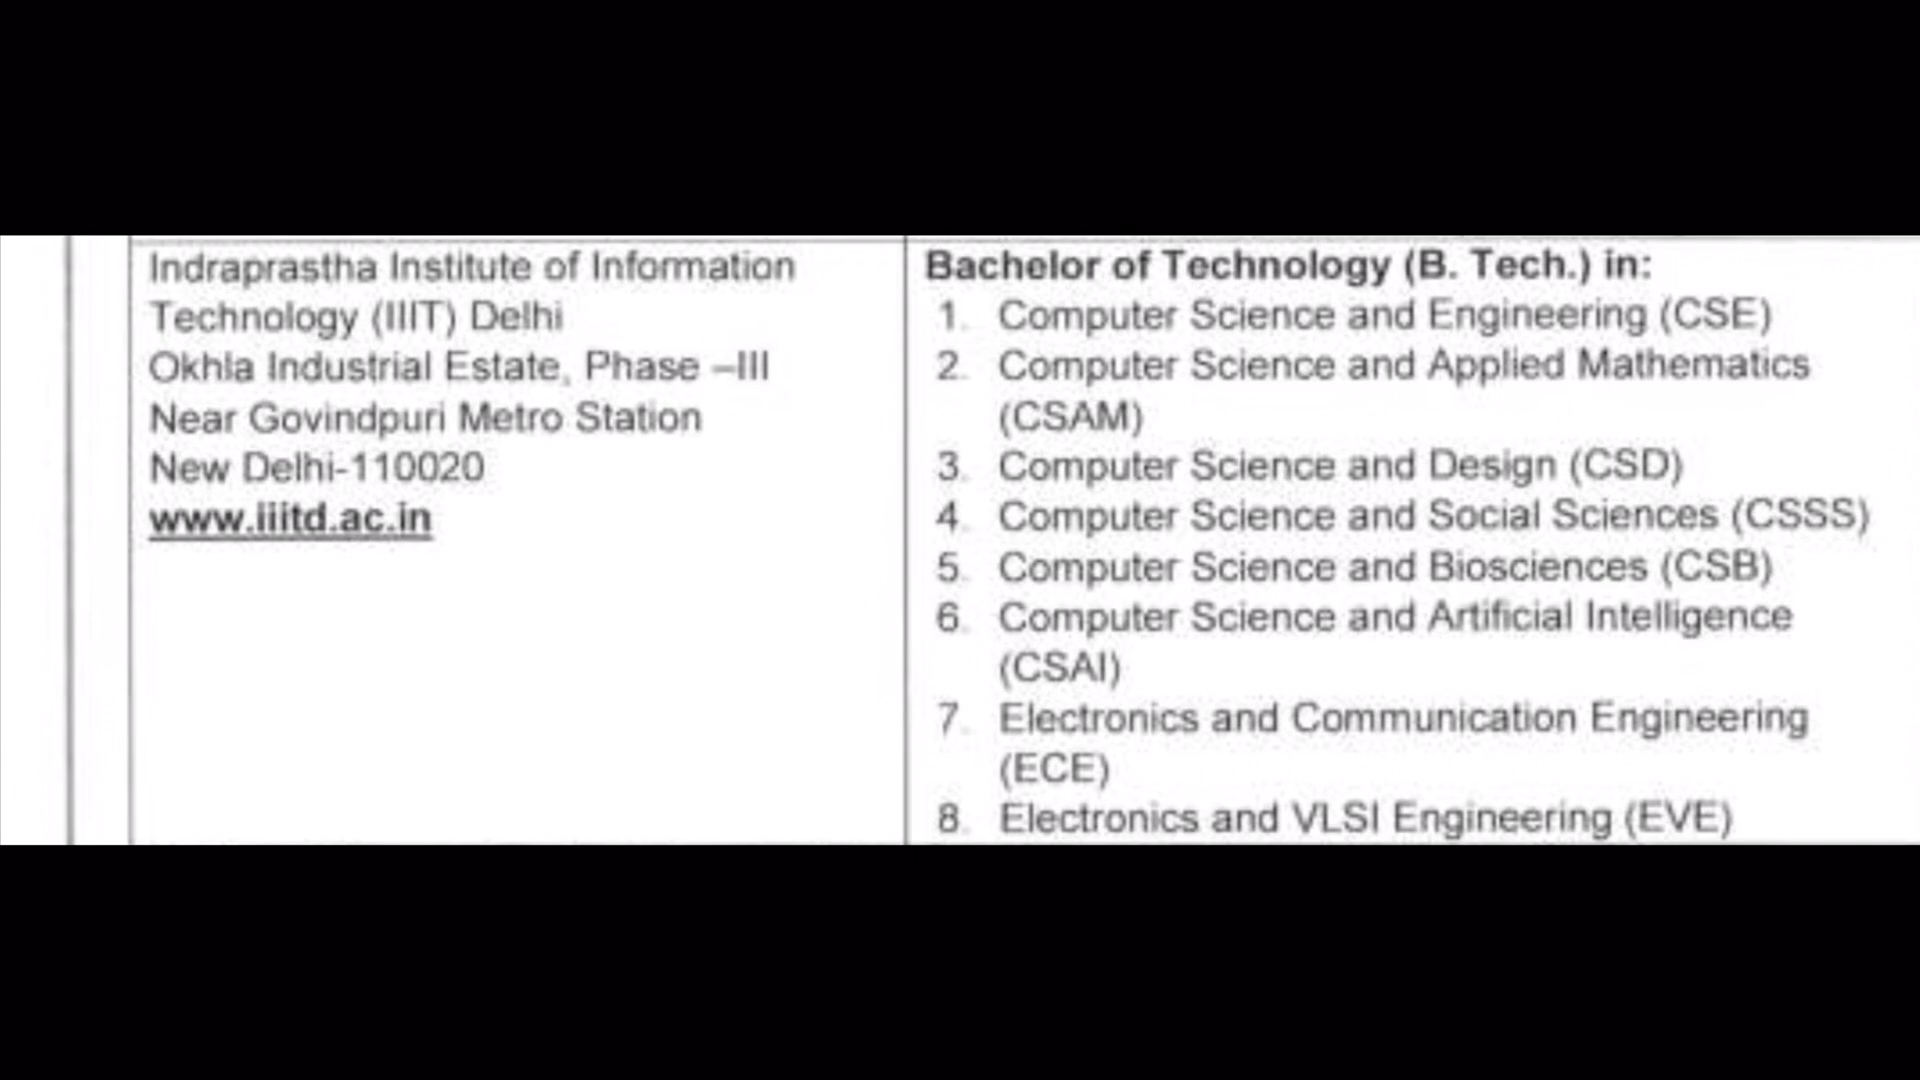 Indraprastha Institute of Information
Technology (IIIT) Delhi
Okhla Industrial Estate, Phase –III
Near Govindpuri Metro Station
New Delhi-110020
www.iiitd.ac.in
Bachelor of Technology (B. Tech.) in:
1. Computer Science and Engineering (CSE)
2. Computer Science and Applied Mathematics
(CSAM)
3. Computer Science and Design (CSD)
4. Computer Science and Social Sciences (CSSS)
5. Computer Science and Biosciences (CSB)
6. Computer Science and Artificial Intelligence
(CSAI)
7. Electronics and Communication Engineering
(ECE)
8. Electronics and VLSI Engineering (EVE)